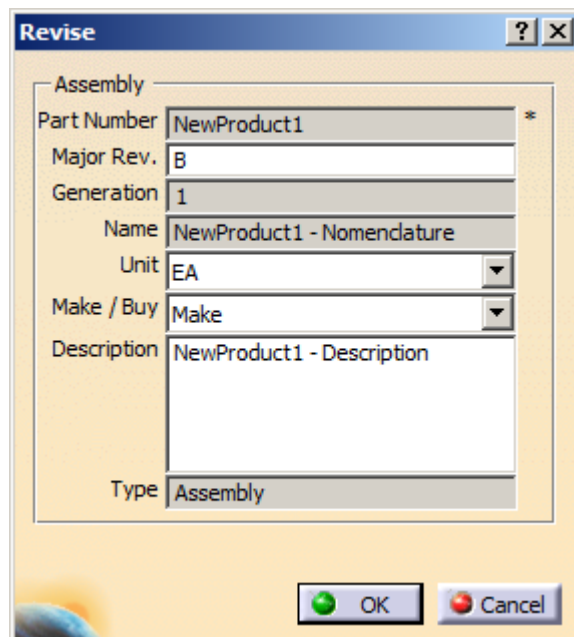 Revise
Assembly
Part Number NewProduct1 *
Major Rev. B
Generation 1
Name NewProduct1 - Nomenclature
Unit EA
Make / Buy Make
Description NewProduct1 - Description
Type Assembly
OK Cancel